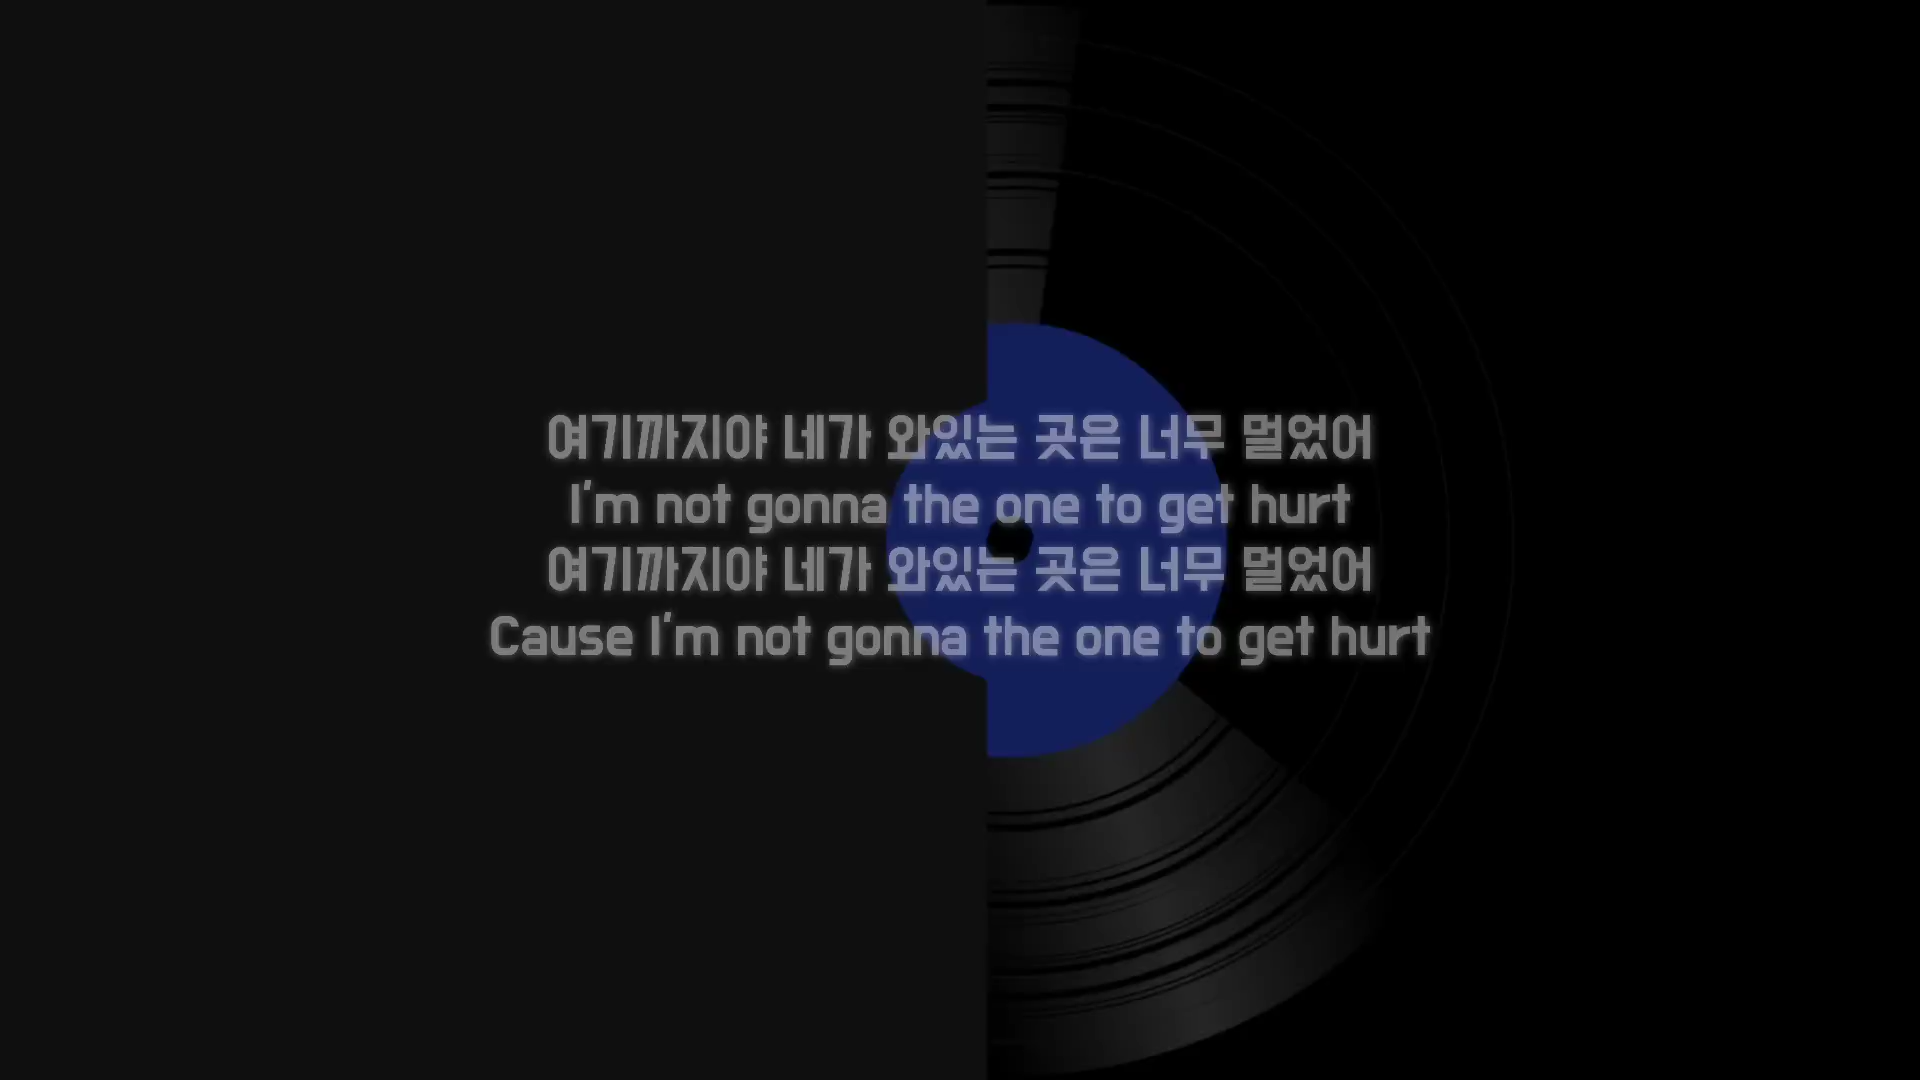 여기까지야 네가 와있는 곳은 너무 멀었어
I'm not gonna the one to get hurt
여기까지야 네가 와있는 곳은 너무 멀었어
Cause I'm not gonna the one to get hurt